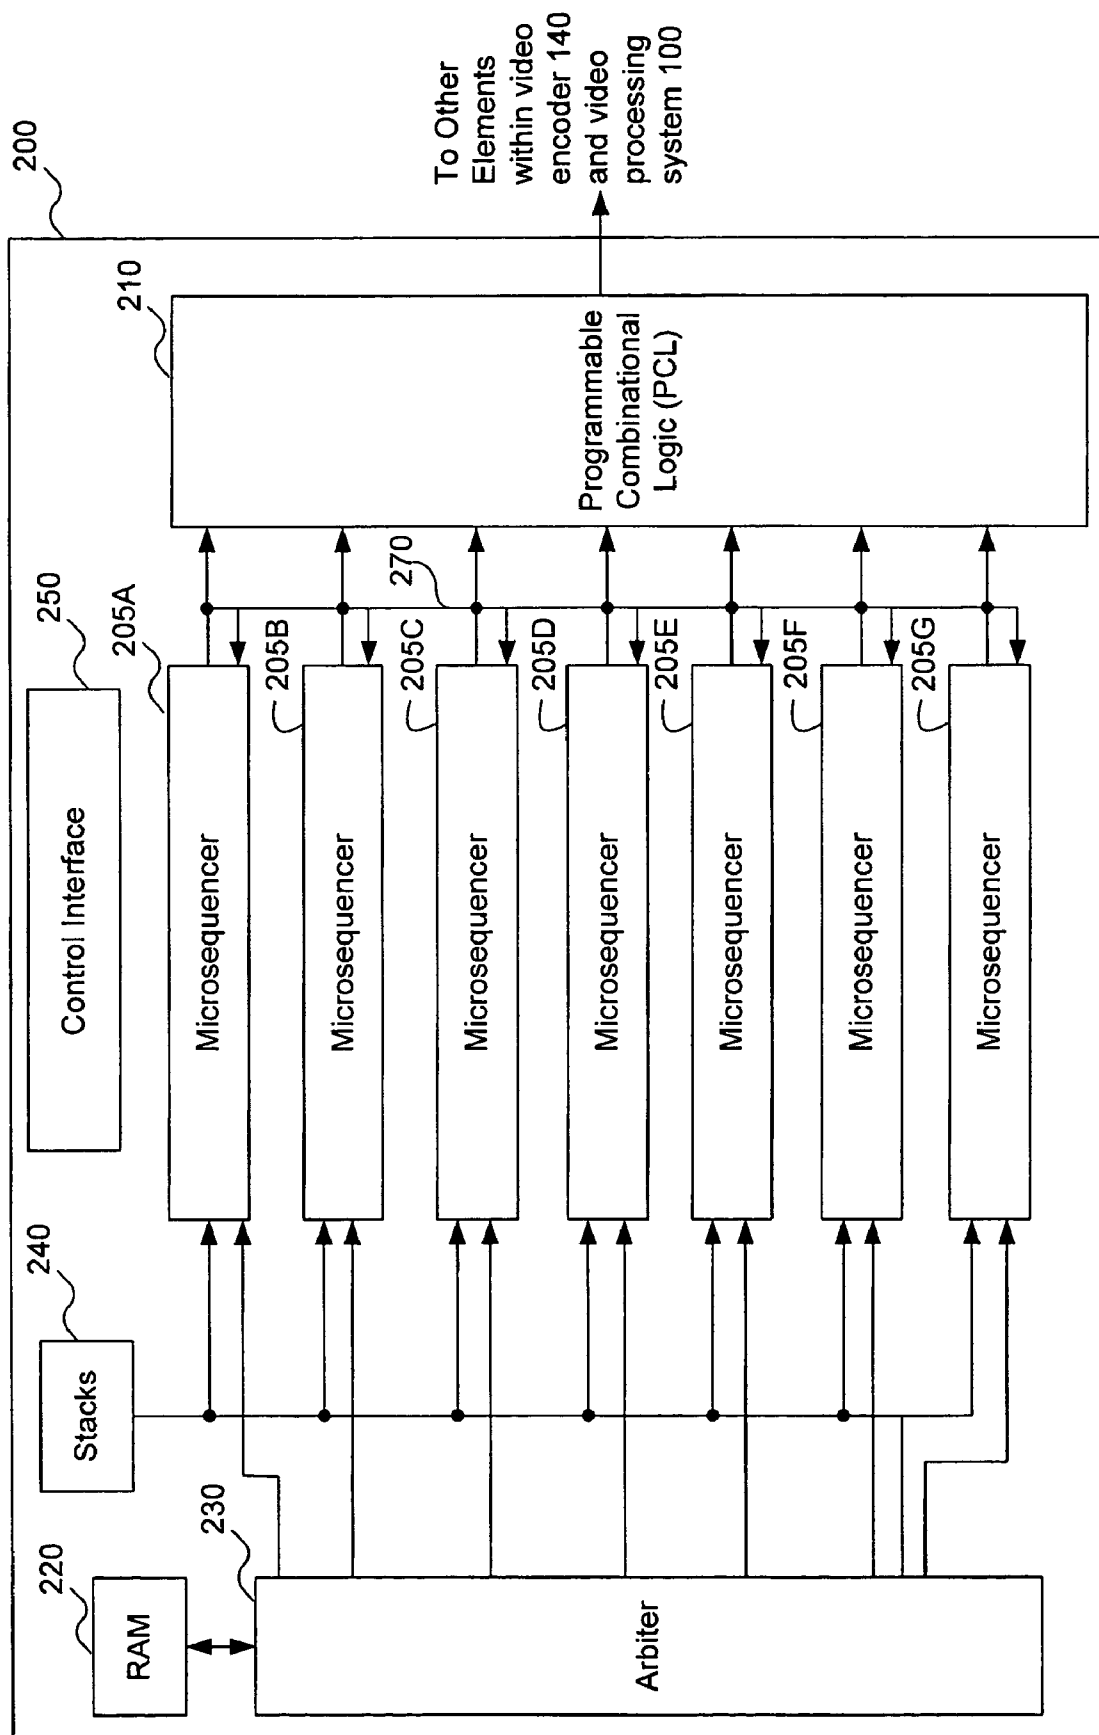 200
210
To Other
Elements
within video
encoder 140
and video
processing
system 100
Programmable
Combinational
Logic (PCL)
250
Control Interface
205A
Microsequencer
270
205B
Microsequencer
205C
Microsequencer
205D
Microsequencer
205E
Microsequencer
205F
Microsequencer
205G
Microsequencer
240
Stacks
220
RAM
230
Arbiter